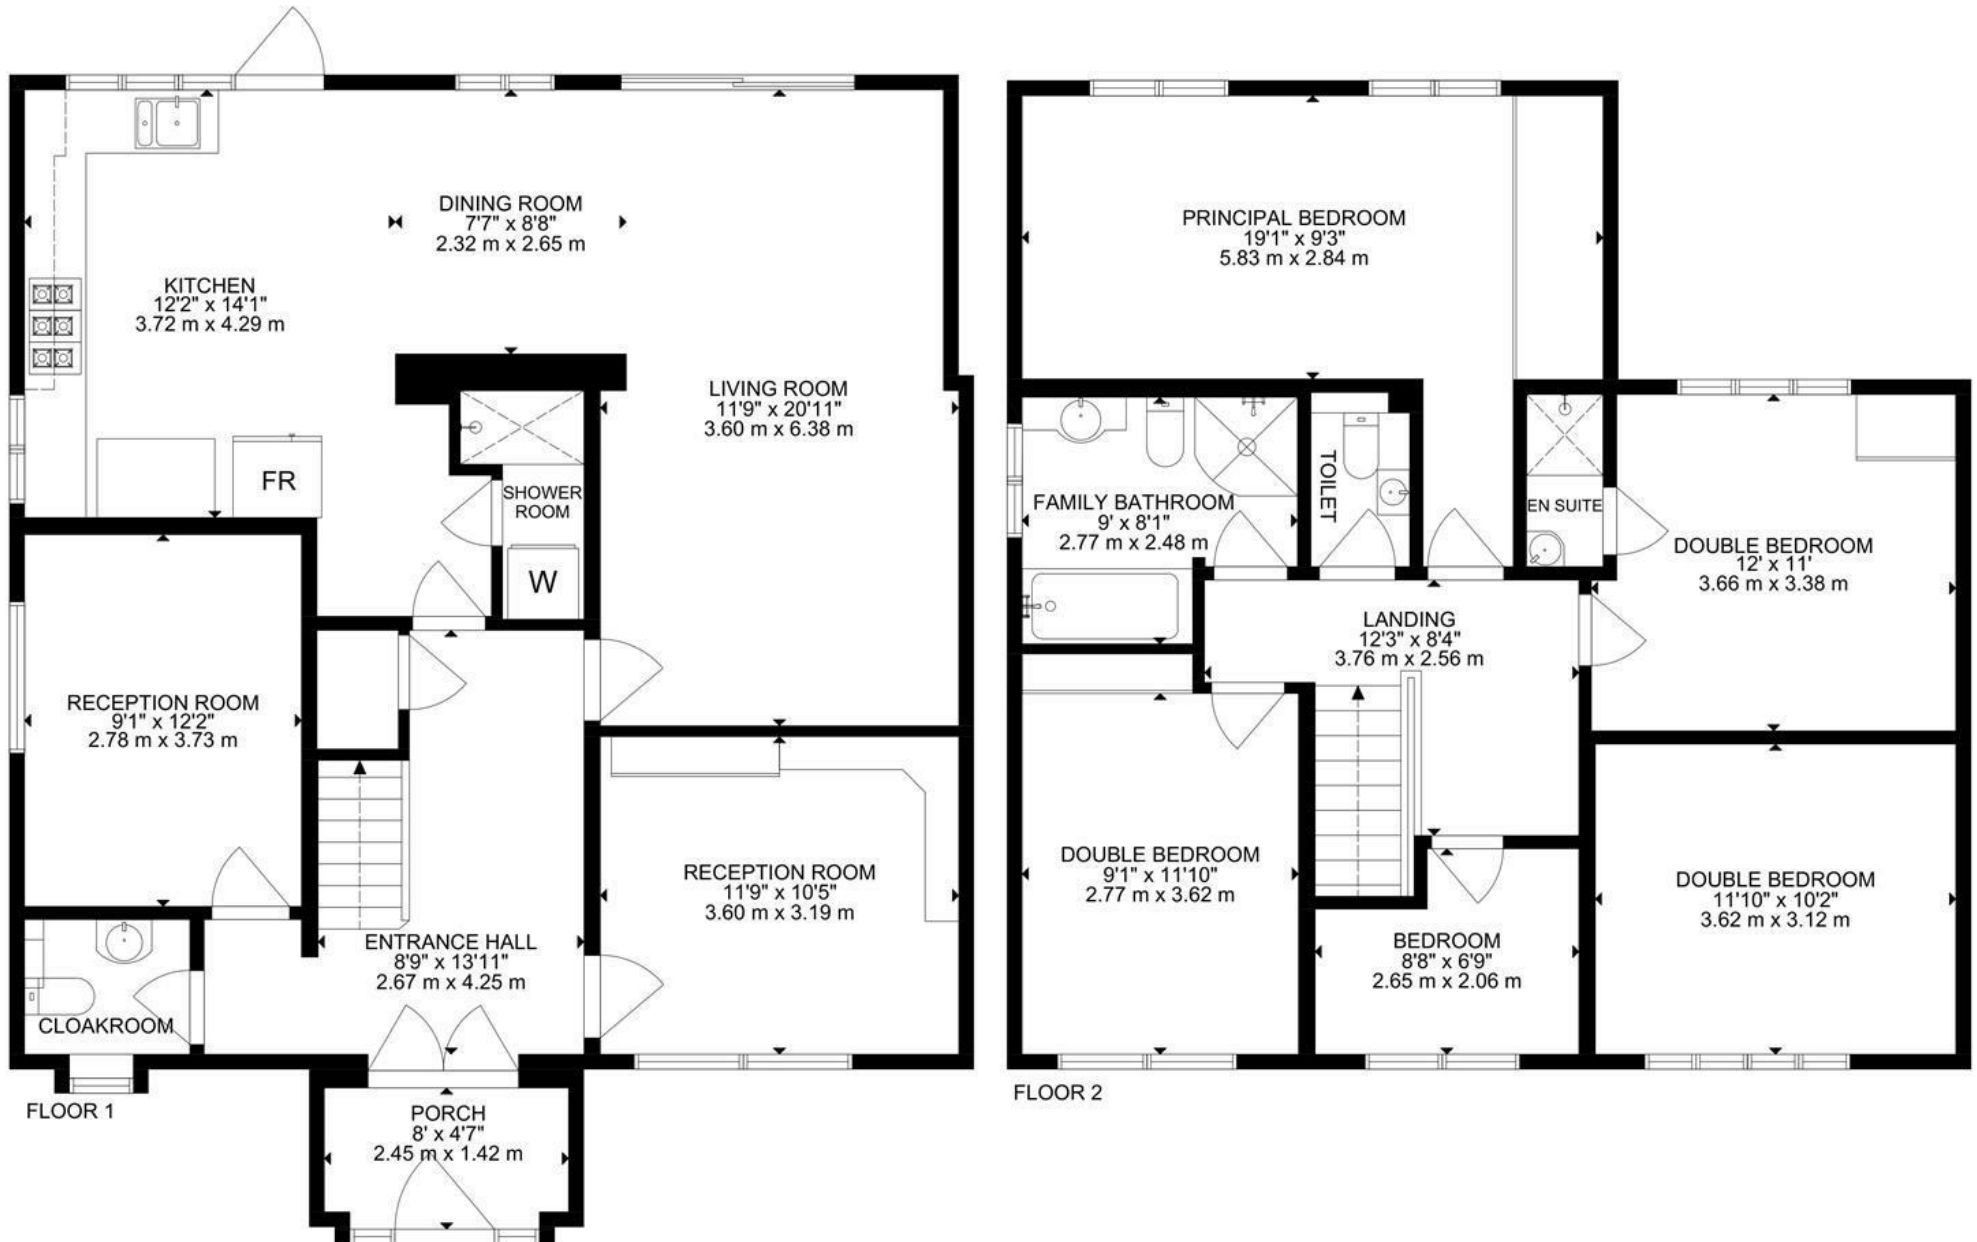 DINING ROOM
7'7" x 8'8"
2.32 m x 2.65 m
KITCHEN
12'2" x 14'1"
3.72 m x 4.29 m
LIVING ROOM
11'9" x 20'11"
3.60 m x 6.38 m
FR
SHOWER
ROOM
W
RECEPTION ROOM
9'1" x 12'2"
2.78 m x 3.73 m
RECEPTION ROOM
11'9" x 10'5"
3.60 m x 3.19 m
ENTRANCE HALL
8'9" x 13'11"
2.67 m x 4.25 m
CLOAKROOM
FLOOR 1
PORCH
8' x 4'7"
2.45 m x 1.42 m
PRINCIPAL BEDROOM
19'1" x 9'3"
5.83 m x 2.84 m
FAMILY BATHROOM
9' x 8'1"
2.77 m x 2.48 m
TOILET
EN SUITE
DOUBLE BEDROOM
12' x 11'
3.66 m x 3.38 m
LANDING
12'3" x 8'4"
3.76 m x 2.56 m
DOUBLE BEDROOM
9'1" x 11'10"
2.77 m x 3.62 m
BEDROOM
8'8" x 6'9"
2.65 m x 2.06 m
DOUBLE BEDROOM
11'10" x 10'2"
3.62 m x 3.12 m
FLOOR 2